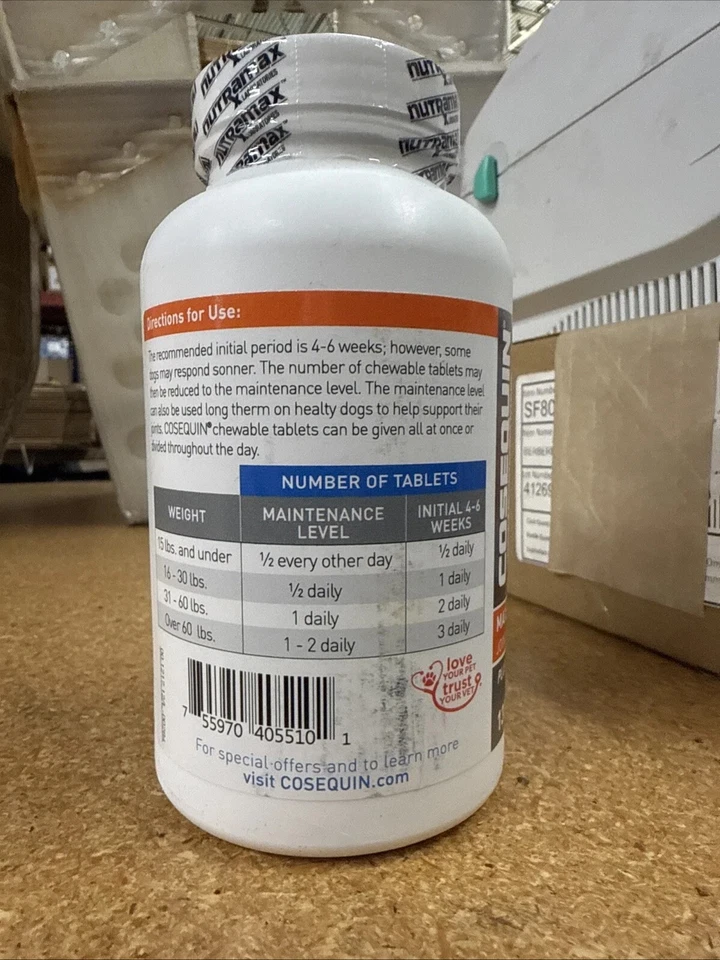 nutramax
LABORATORIES
nutramax
nutramax
Directions for Use:
The recommended initial period is 4-6 weeks; however, some
dogs may respond sonner. The number of chewable tablets may
then be reduced to the maintenance level. The maintenance level
can also be used long therm on healty dogs to help support their
joints. COSEQUIN® chewable tablets can be given all at once or
divided throughout the day.
NUMBER OF TABLETS
WEIGHT MAINTENANCE LEVEL INITIAL 4-6 WEEKS
15 lbs. and under ½ every other day ½ daily
16 - 30 lbs. ½ daily 1 daily
31 - 60 lbs. 1 daily 2 daily
Over 60 lbs. 1 - 2 daily 3 daily
7 55970 405510 1
love
YOUR PET
trust
YOUR VET
For special offers and to learn more
visit COSEQUIN.com
COSEQUIN
SF80
41269